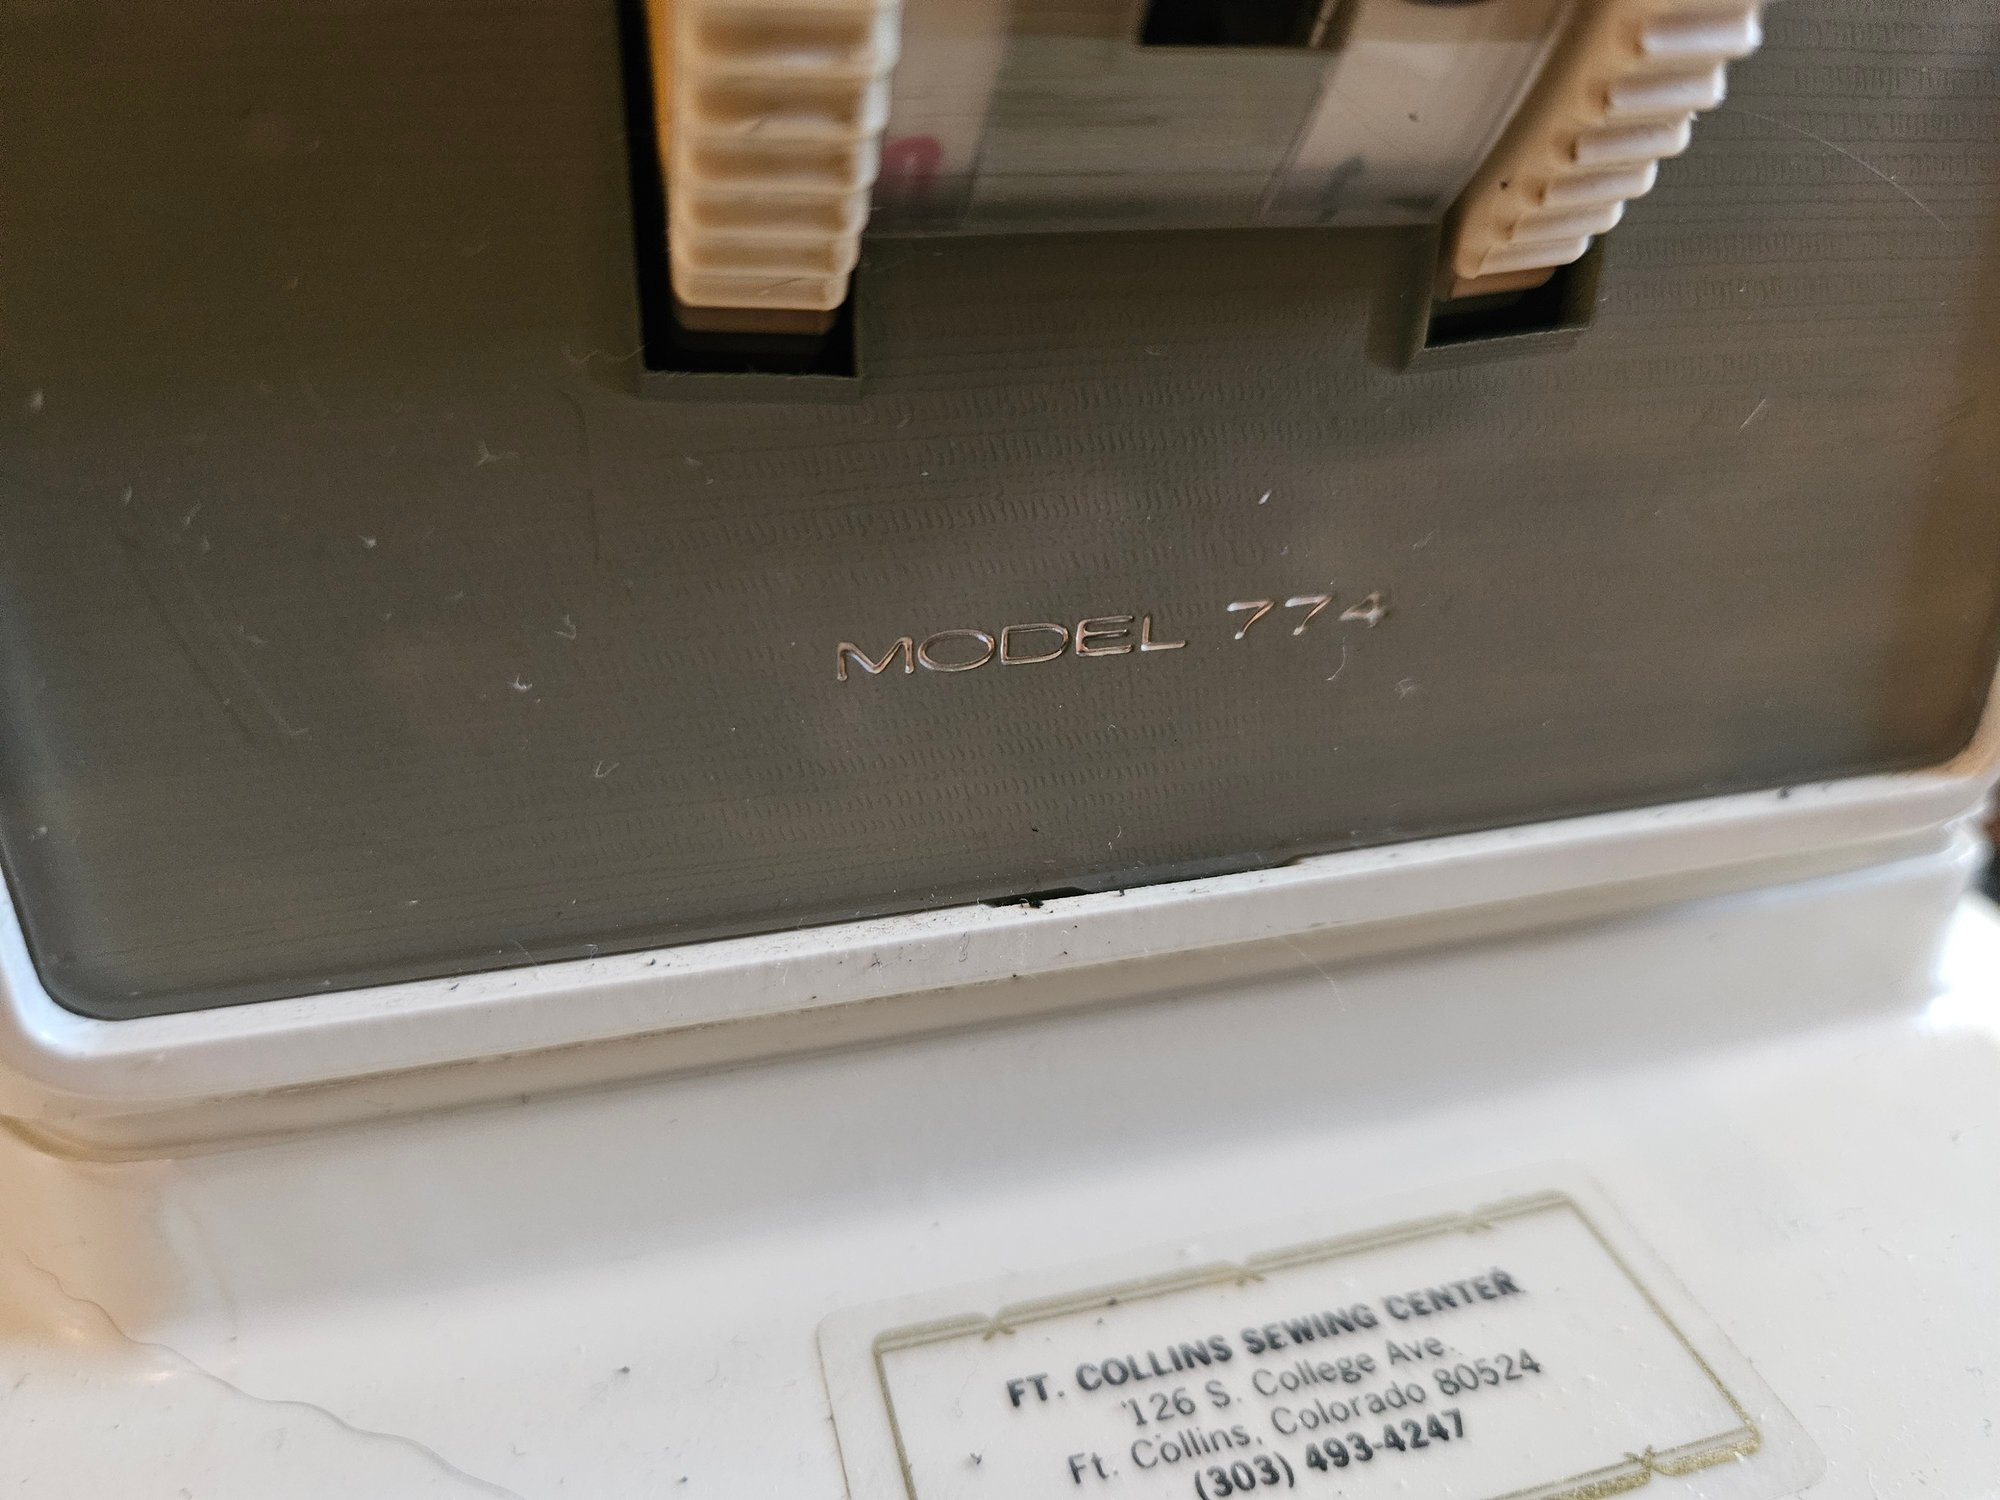 MODEL 774
FT. COLLINS SEWING CENTER
126 S. College Ave.
Ft. Collins, Colorado 80524
(303) 493-4247